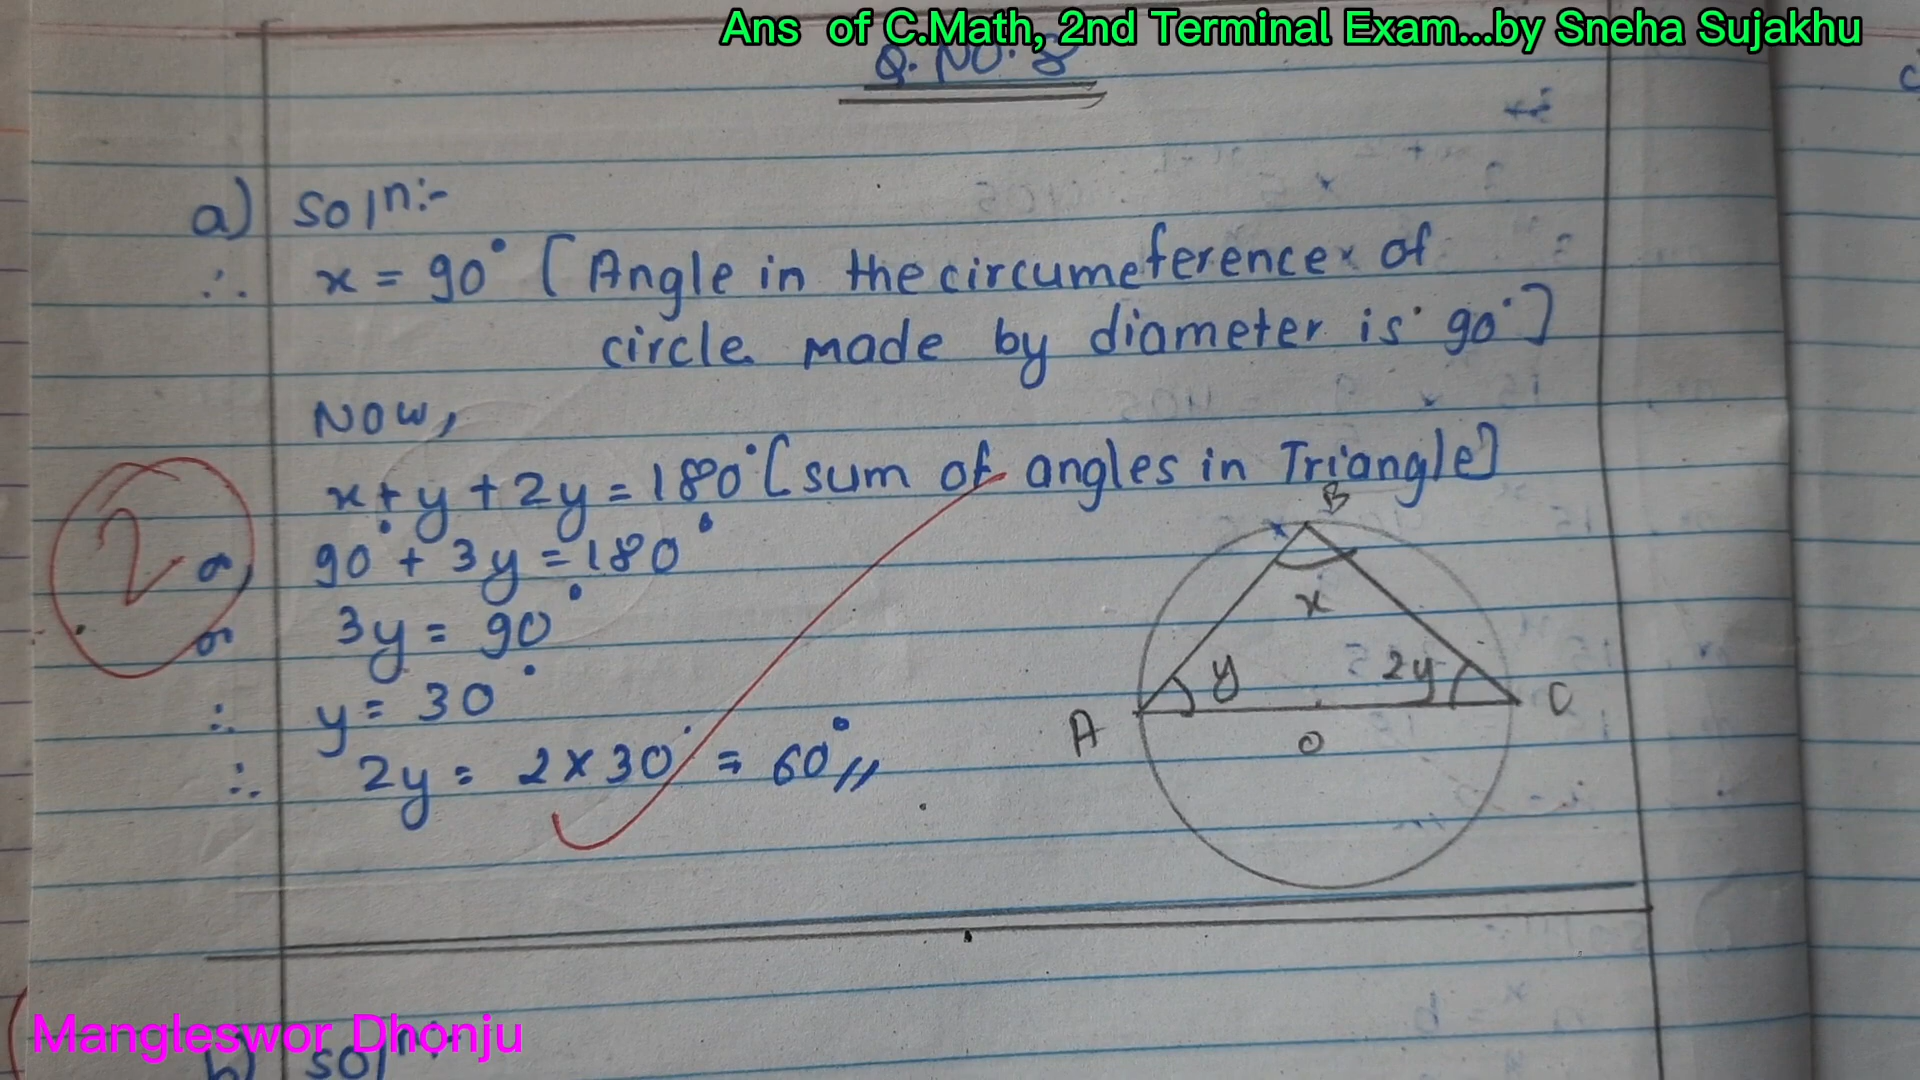 Ans of C.Math, 2nd Terminal Exam...by Sneha Sujakhu
Q. NO. 8
a) soln:-
∴ x = 90° [Angle in the circumeference of
circle made by diameter is 90°]
NOW,
x + y + 2y = 180° [sum of angles in Triangle]
or, 90° + 3y = 180°
or 3y = 90°
∴ y = 30°
∴ 2y = 2 x 30° = 60°//
2
B
x
y
2y
A
O
C
b) soln:-
Mangleswor Dhonju